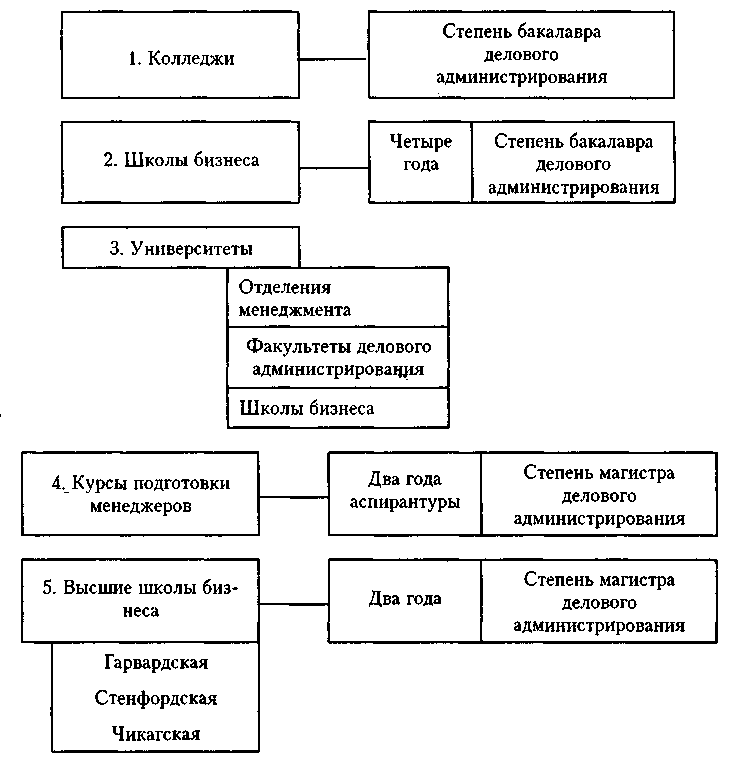 1. Колледжи
Степень бакалавра
делового
администрирования
2. Школы бизнеса
Четыре
года
Степень бакалавра
делового
администрирования
3. Университеты
Отделения
менеджмента
Факультеты делового
администрирования
Школы бизнеса
4. Курсы подготовки
менеджеров
Два года
аспирантуры
Степень магистра
делового
администрирования
5. Высшие школы биз-
неса
Два года
Степень магистра
делового
администрирования
Гарвардская
Стенфордская
Чикагская